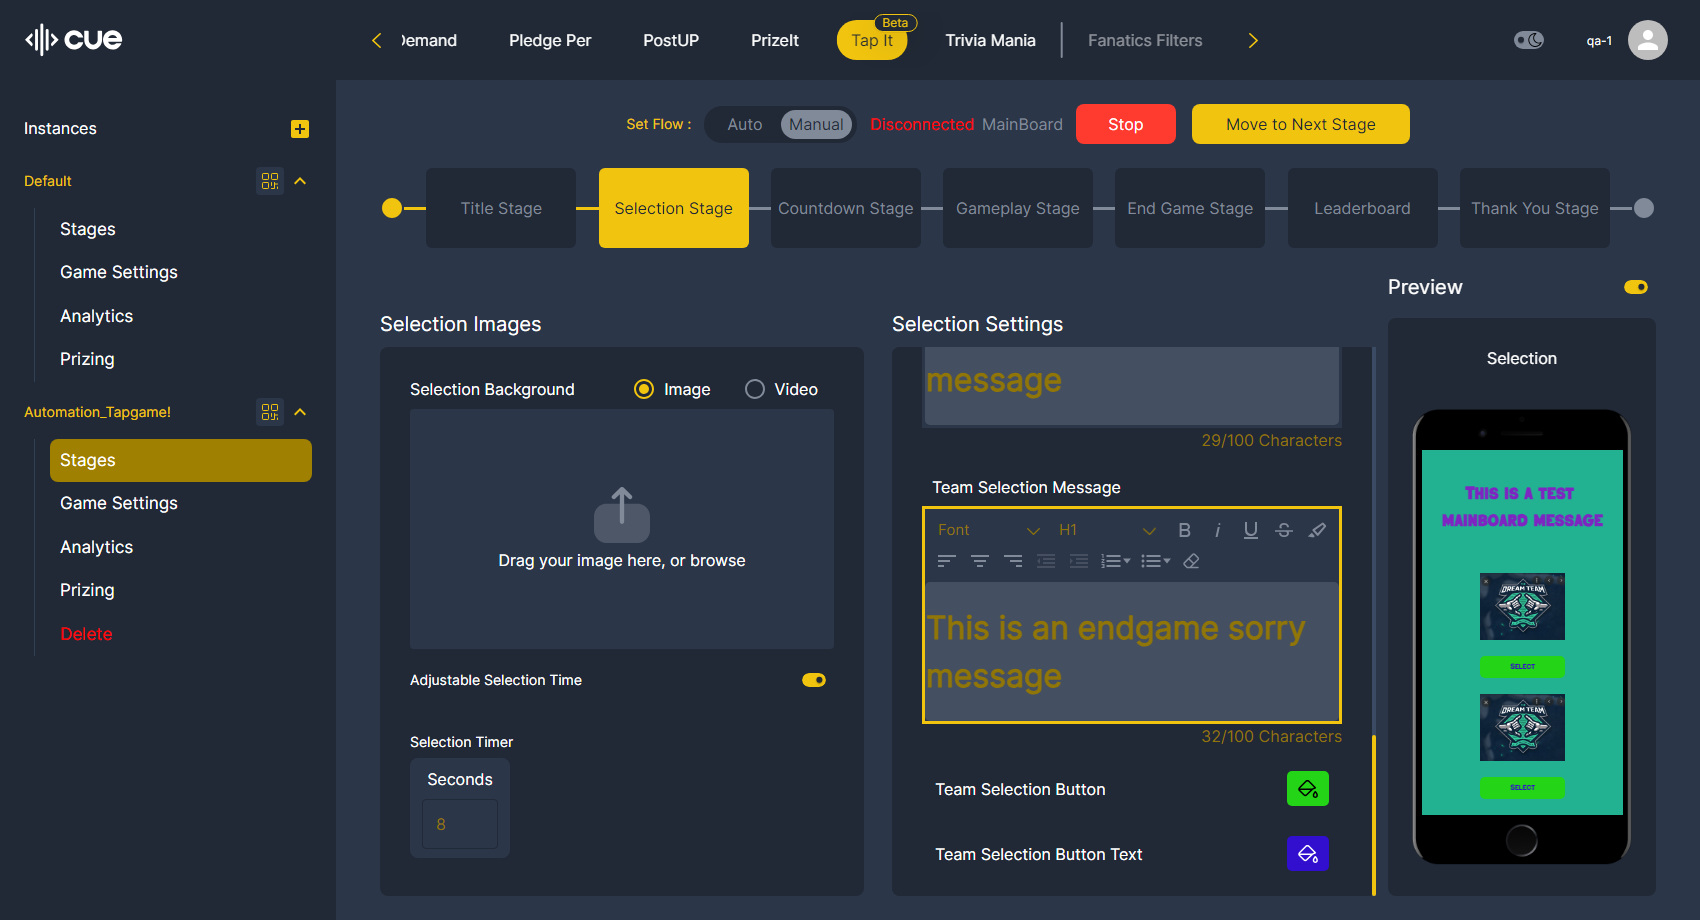 cue
Demand
Pledge Per
PostUP
PrizeIt
Tap It
Beta
Trivia Mania
Fanatics Filters
qa-1
Instances
Default
Stages
Game Settings
Analytics
Prizing
Automation_Tapgame!
Stages
Game Settings
Analytics
Prizing
Delete
Set Flow :
Auto
Manual
Disconnected MainBoard
Stop
Move to Next Stage
Title Stage
Selection Stage
Countdown Stage
Gameplay Stage
End Game Stage
Leaderboard
Thank You Stage
Selection Images
Selection Background
Image
Video
Drag your image here, or browse
Adjustable Selection Time
Selection Timer
Seconds
8
Selection Settings
message
29/100 Characters
Team Selection Message
Font
H1
B i U S
This is an endgame sorry
message
32/100 Characters
Team Selection Button
Team Selection Button Text
Preview
Selection
This is a test
mainboard message
DREAM TEAM
SELECT
DREAM TEAM
SELECT